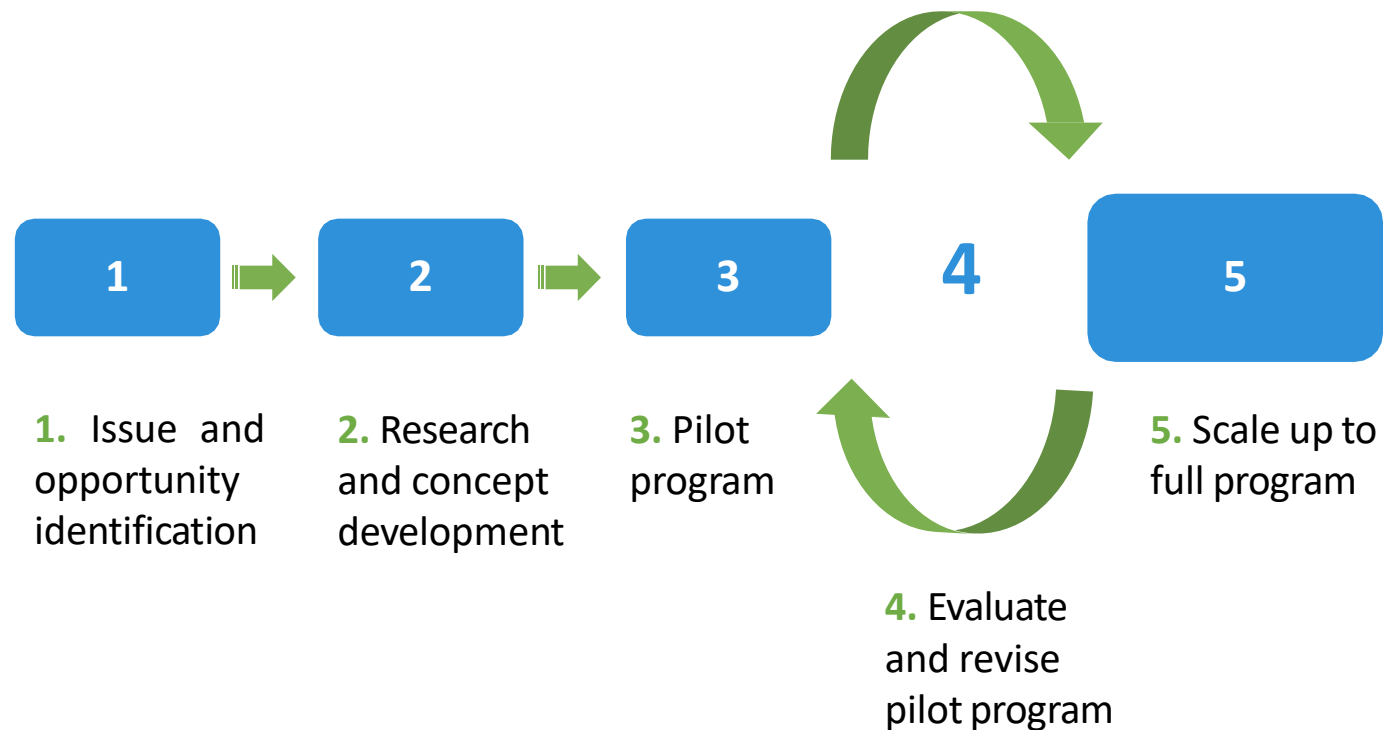 1
2
3
4
5
1. Issue and
opportunity
identification
2. Research
and concept
development
3. Pilot
program
4. Evaluate
and revise
pilot program
5. Scale up to
full program